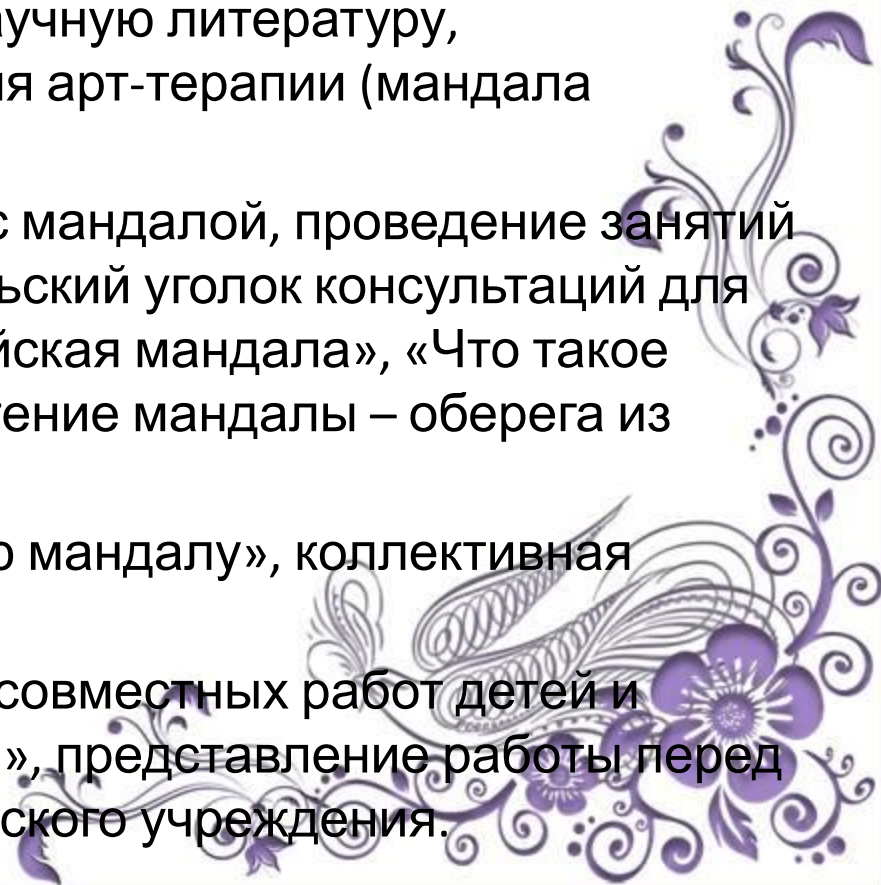 аучную литературу,
ия арт-терапии (мандала
с мандалой, проведение занятий
ьский уголок консультаций для
йская мандала», «Что такое
тение мандалы – оберега из
ю мандалу», коллективная
совместных работ детей и
», представление работы перед
ского учреждения.